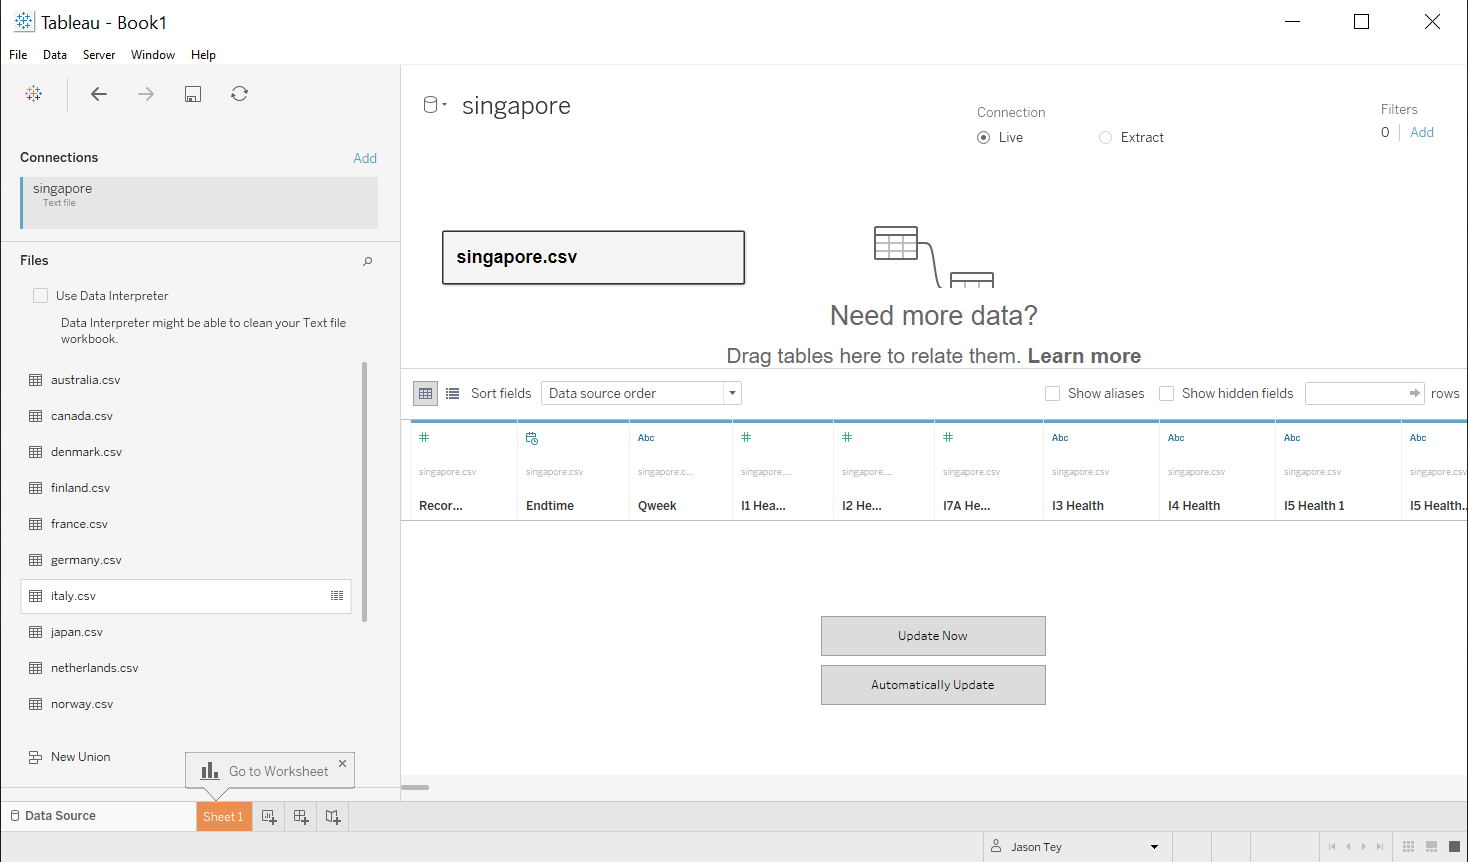 Tableau - Book1
File Data Server Window Help
singapore
Connection
Live
Extract
Filters
0 Add
Connections Add
singapore
Text file
singapore.csv
Need more data?
Drag tables here to relate them. Learn more
Files
Use Data Interpreter
Data Interpreter might be able to clean your Text file
workbook.
australia.csv
canada.csv
denmark.csv
finland.csv
france.csv
germany.csv
italy.csv
japan.csv
netherlands.csv
norway.csv
New Union
Sort fields Data source order Show aliases Show hidden fields rows
Abc Abc Abc Abc Abc
singapore.csv singapore.csv singapore.c... singapore.... singapore.... singapore.csv singapore.csv singapore.csv singapore.csv singapore.csv
Recor... Endtime Qweek I1 Hea... I2 He... I7A He... I3 Health I4 Health I5 Health 1 I5 Health..
Update Now
Automatically Update
Go to Worksheet
Data Source Sheet 1
Jason Tey